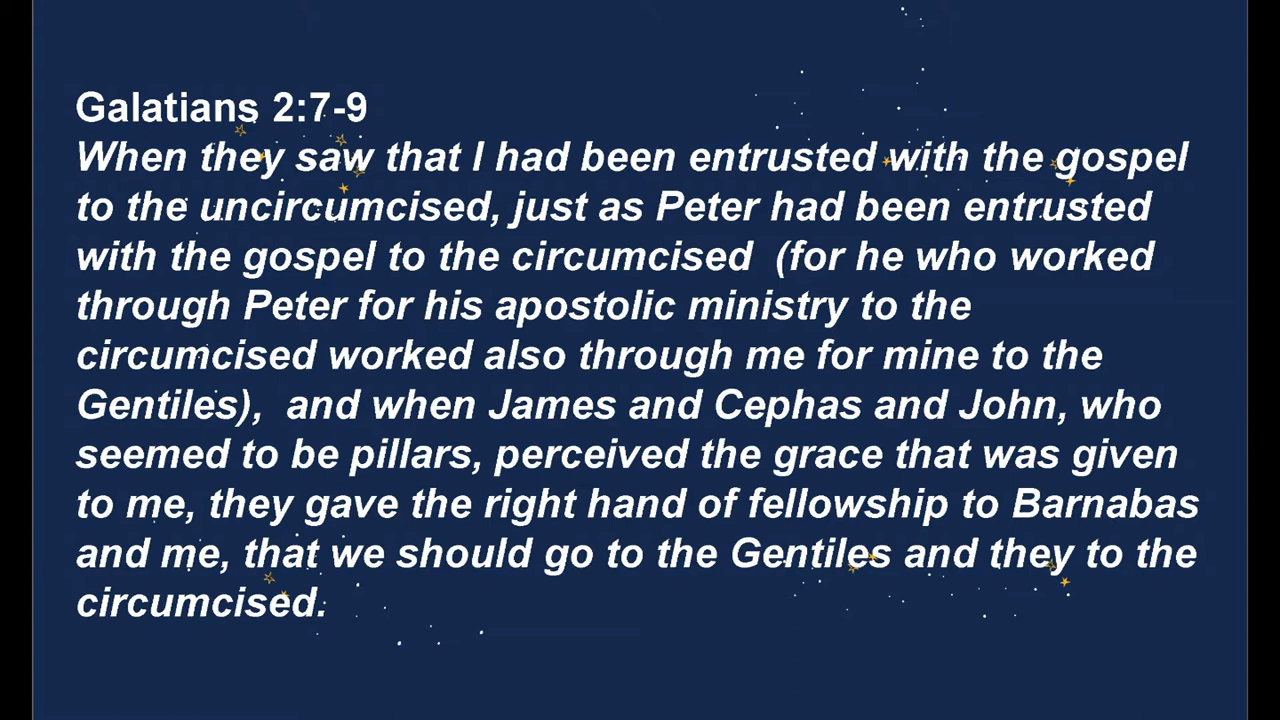 Galatians 2:7-9
When they saw that I had been entrusted with the gospel
to the uncircumcised, just as Peter had been entrusted
with the gospel to the circumcised  (for he who worked
through Peter for his apostolic ministry to the
circumcised worked also through me for mine to the
Gentiles),  and when James and Cephas and John, who
seemed to be pillars, perceived the grace that was given
to me, they gave the right hand of fellowship to Barnabas
and me, that we should go to the Gentiles and they to the
circumcised.